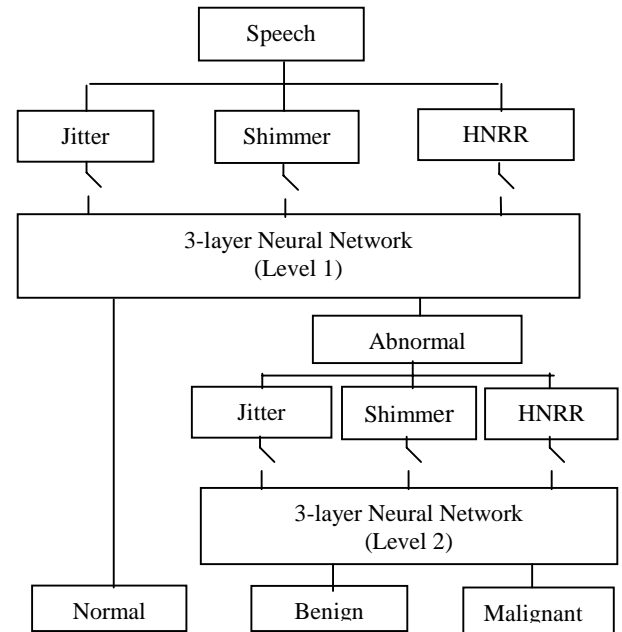 Speech
Jitter
Shimmer
HNRR
3-layer Neural Network
(Level 1)
Abnormal
Jitter
Shimmer
HNRR
3-layer Neural Network
(Level 2)
Normal
Benign
Malignant